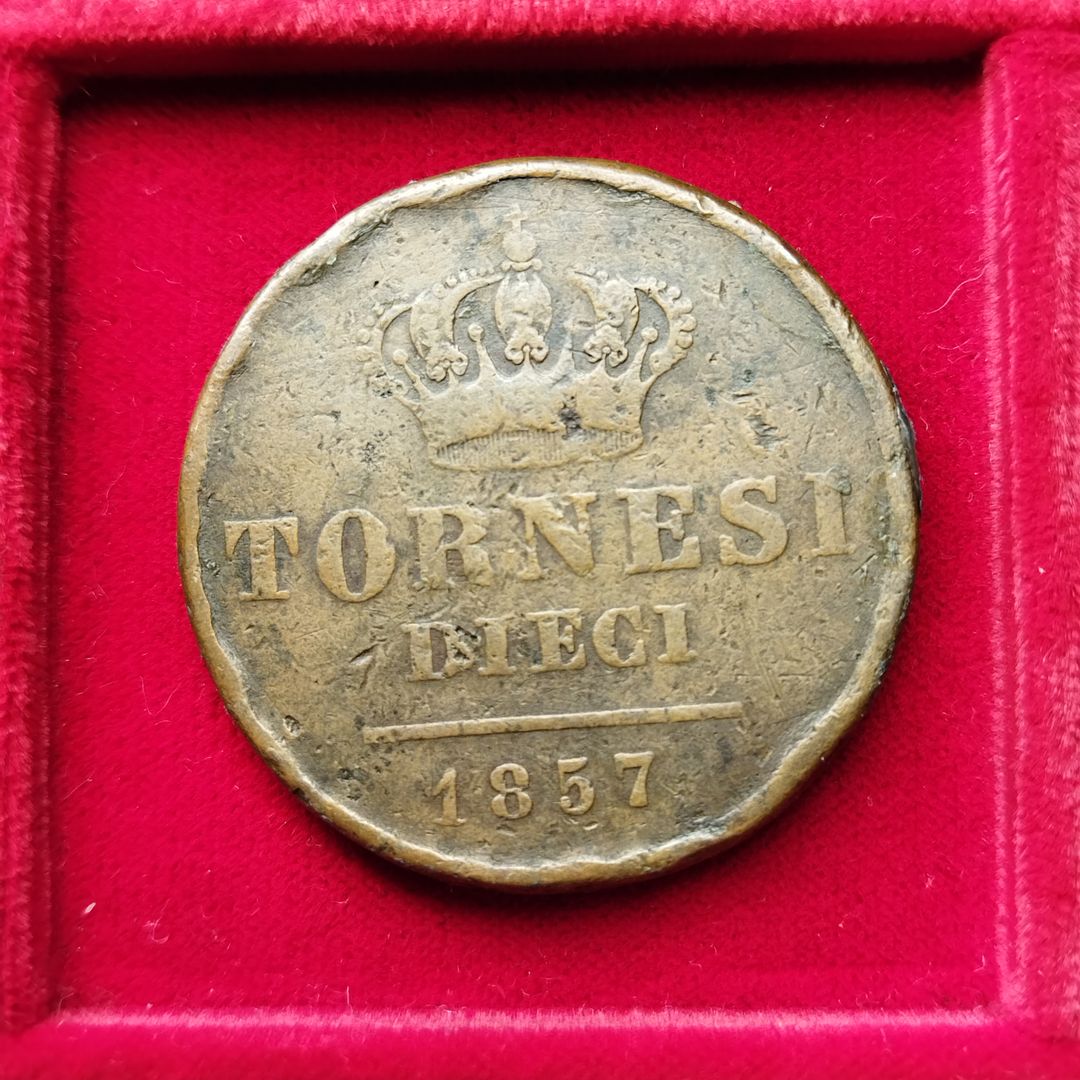 TORNESI
DIECI
1857